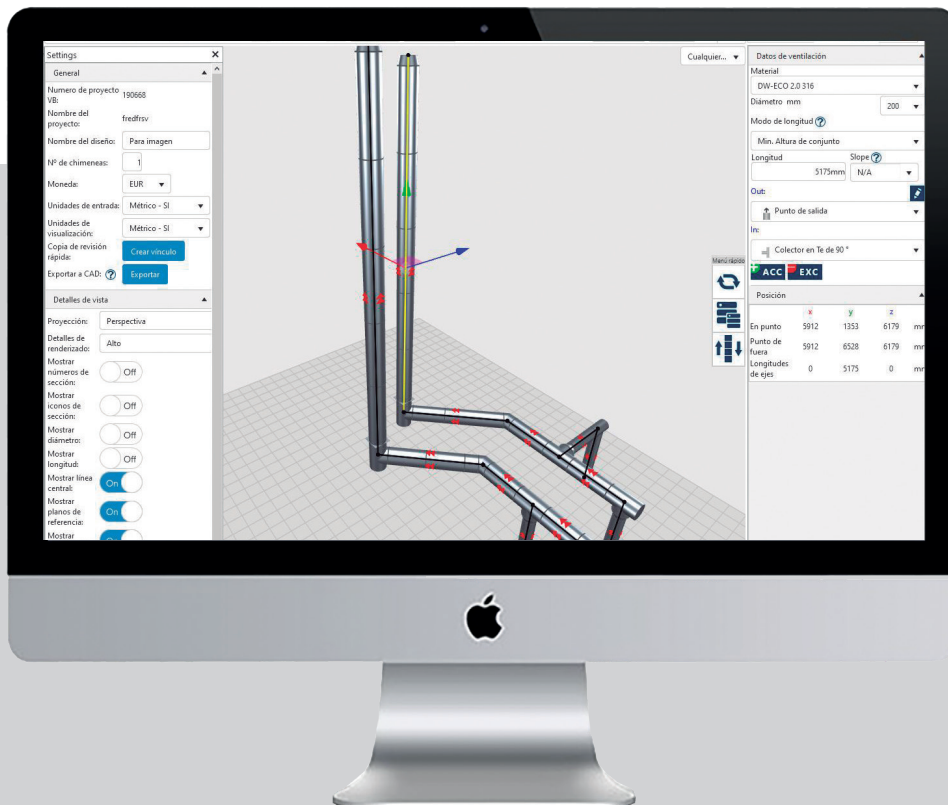 Settings
General
Numero de proyecto VB: 190668
Nombre del proyecto: fredfrsv
Nombre del diseño: Para imagen
Nº de chimeneas: 1
Moneda: EUR
Unidades de entrada: Métrico - SI
Unidades de visualización: Métrico - SI
Copia de revisión rápida: Crear vínculo
Exportar a CAD: ? Exportar
Detalles de vista
Proyección: Perspectiva
Detalles de renderizado: Alto
Mostrar números de sección: Off
Mostrar iconos de sección: Off
Mostrar diámetro: Off
Mostrar longitud: Off
Mostrar línea central: On
Mostrar planos de referencia: On
Mostrar
Cualquier...
Menú rápido
Datos de ventilación
Material
DW-ECO 2.0 316
Diámetro mm 200
Modo de longitud ?
Min. Altura de conjunto
Longitud Slope ?
5175mm N/A
Out:
Punto de salida
In:
Colector en Te de 90 °
ACC EXC
Posición
x y z
En punto 5912 1353 6179 mm
Punto de fuera 5912 6528 6179 mm
Longitudes de ejes 0 5175 0 mm